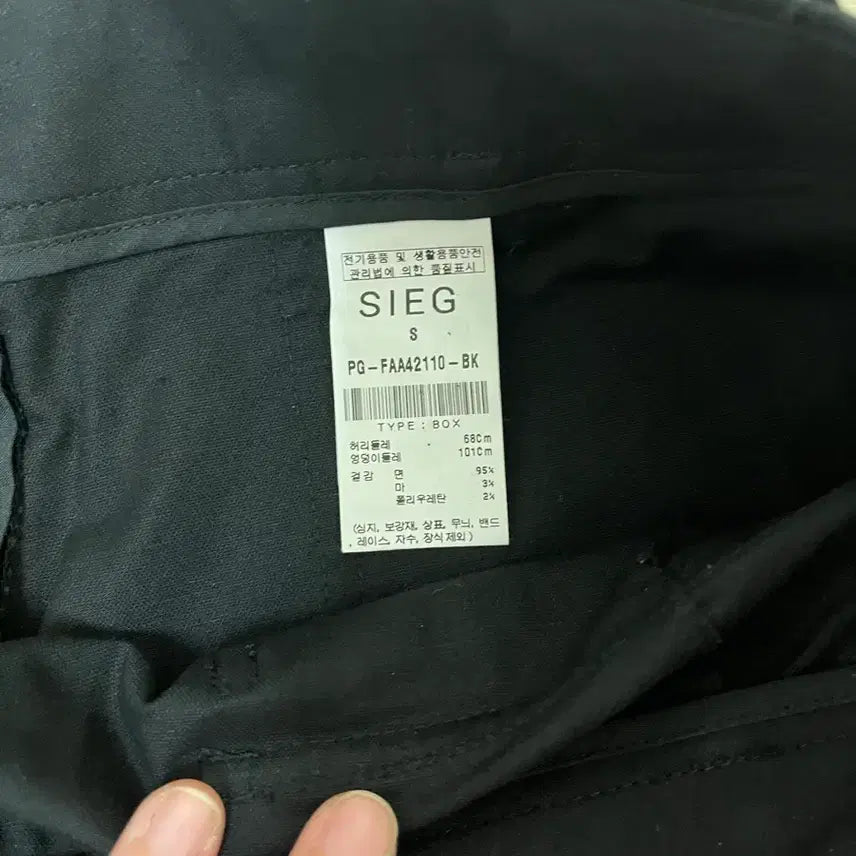 전기용품 및 생활용품안전
관리법에 의한 품질표시
SIEG
S
PG-FAA42110-BK
TYPE : BOX
허리둘레 68Cm
엉덩이둘레 101Cm
겉감 면 95%
마 3%
폴리우레탄 2%
(심지, 보강재, 상표, 무늬, 밴드
, 레이스, 자수, 장식제외)